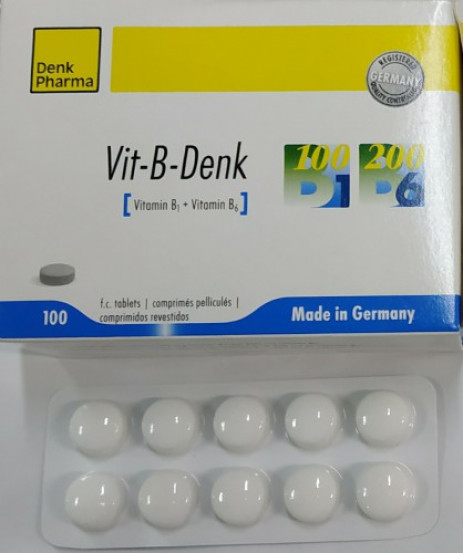 Denk
Pharma
REGISTERED
GERMANY
QUALITY CONTROLLED
Vit-B-Denk
[ Vitamin B₁ + Vitamin B₆ ]
100 200
B1 B6
f.c. tablets | comprimés pelliculés |
comprimidos revestidos
100
Made in Germany